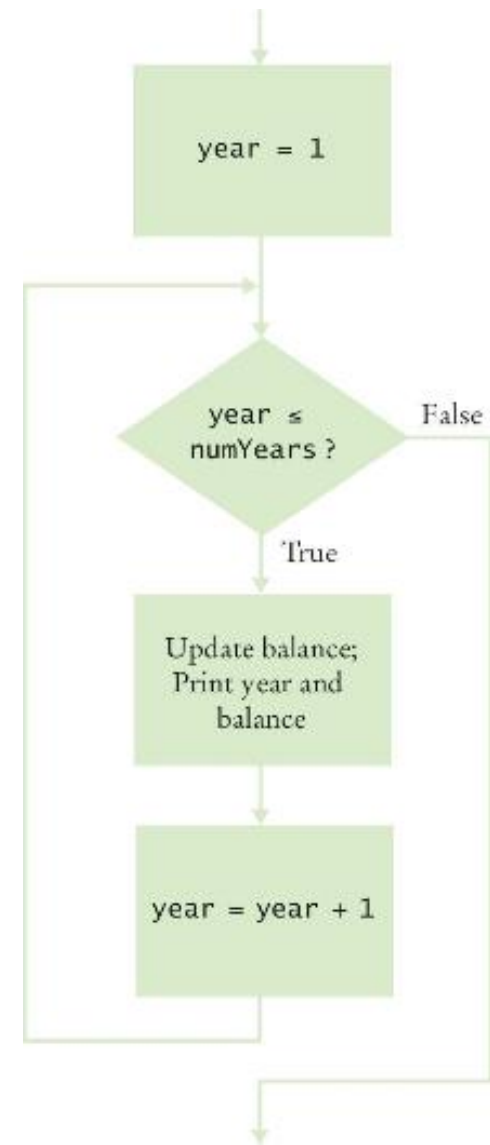 year = 1
year ≤
numYears ?
False
True
Update balance;
Print year and
balance
year = year + 1